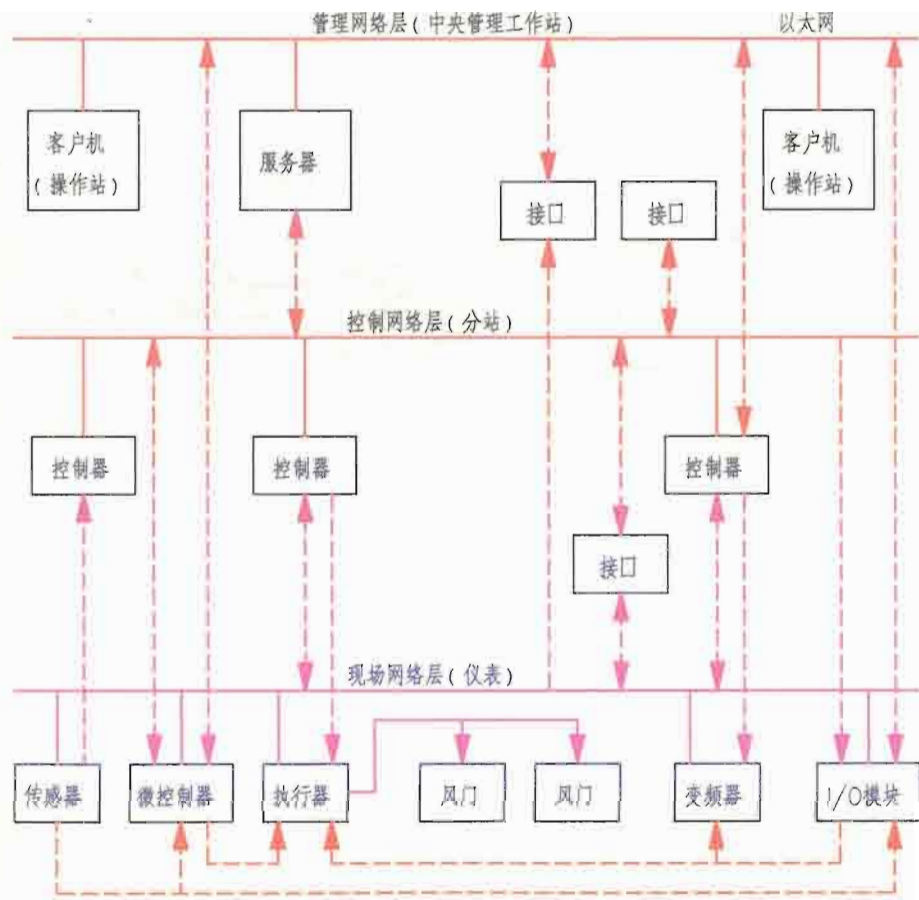 管理网络层(中央管理工作站)
以太网
客户机
(操作站)
服务器
客户机
(操作站)
接口
接口
控制网络层(分站)
控制器
控制器
控制器
接口
现场网络层(仪表)
传感器
微控制器
执行器
风门
风门
变频器
I/O模块